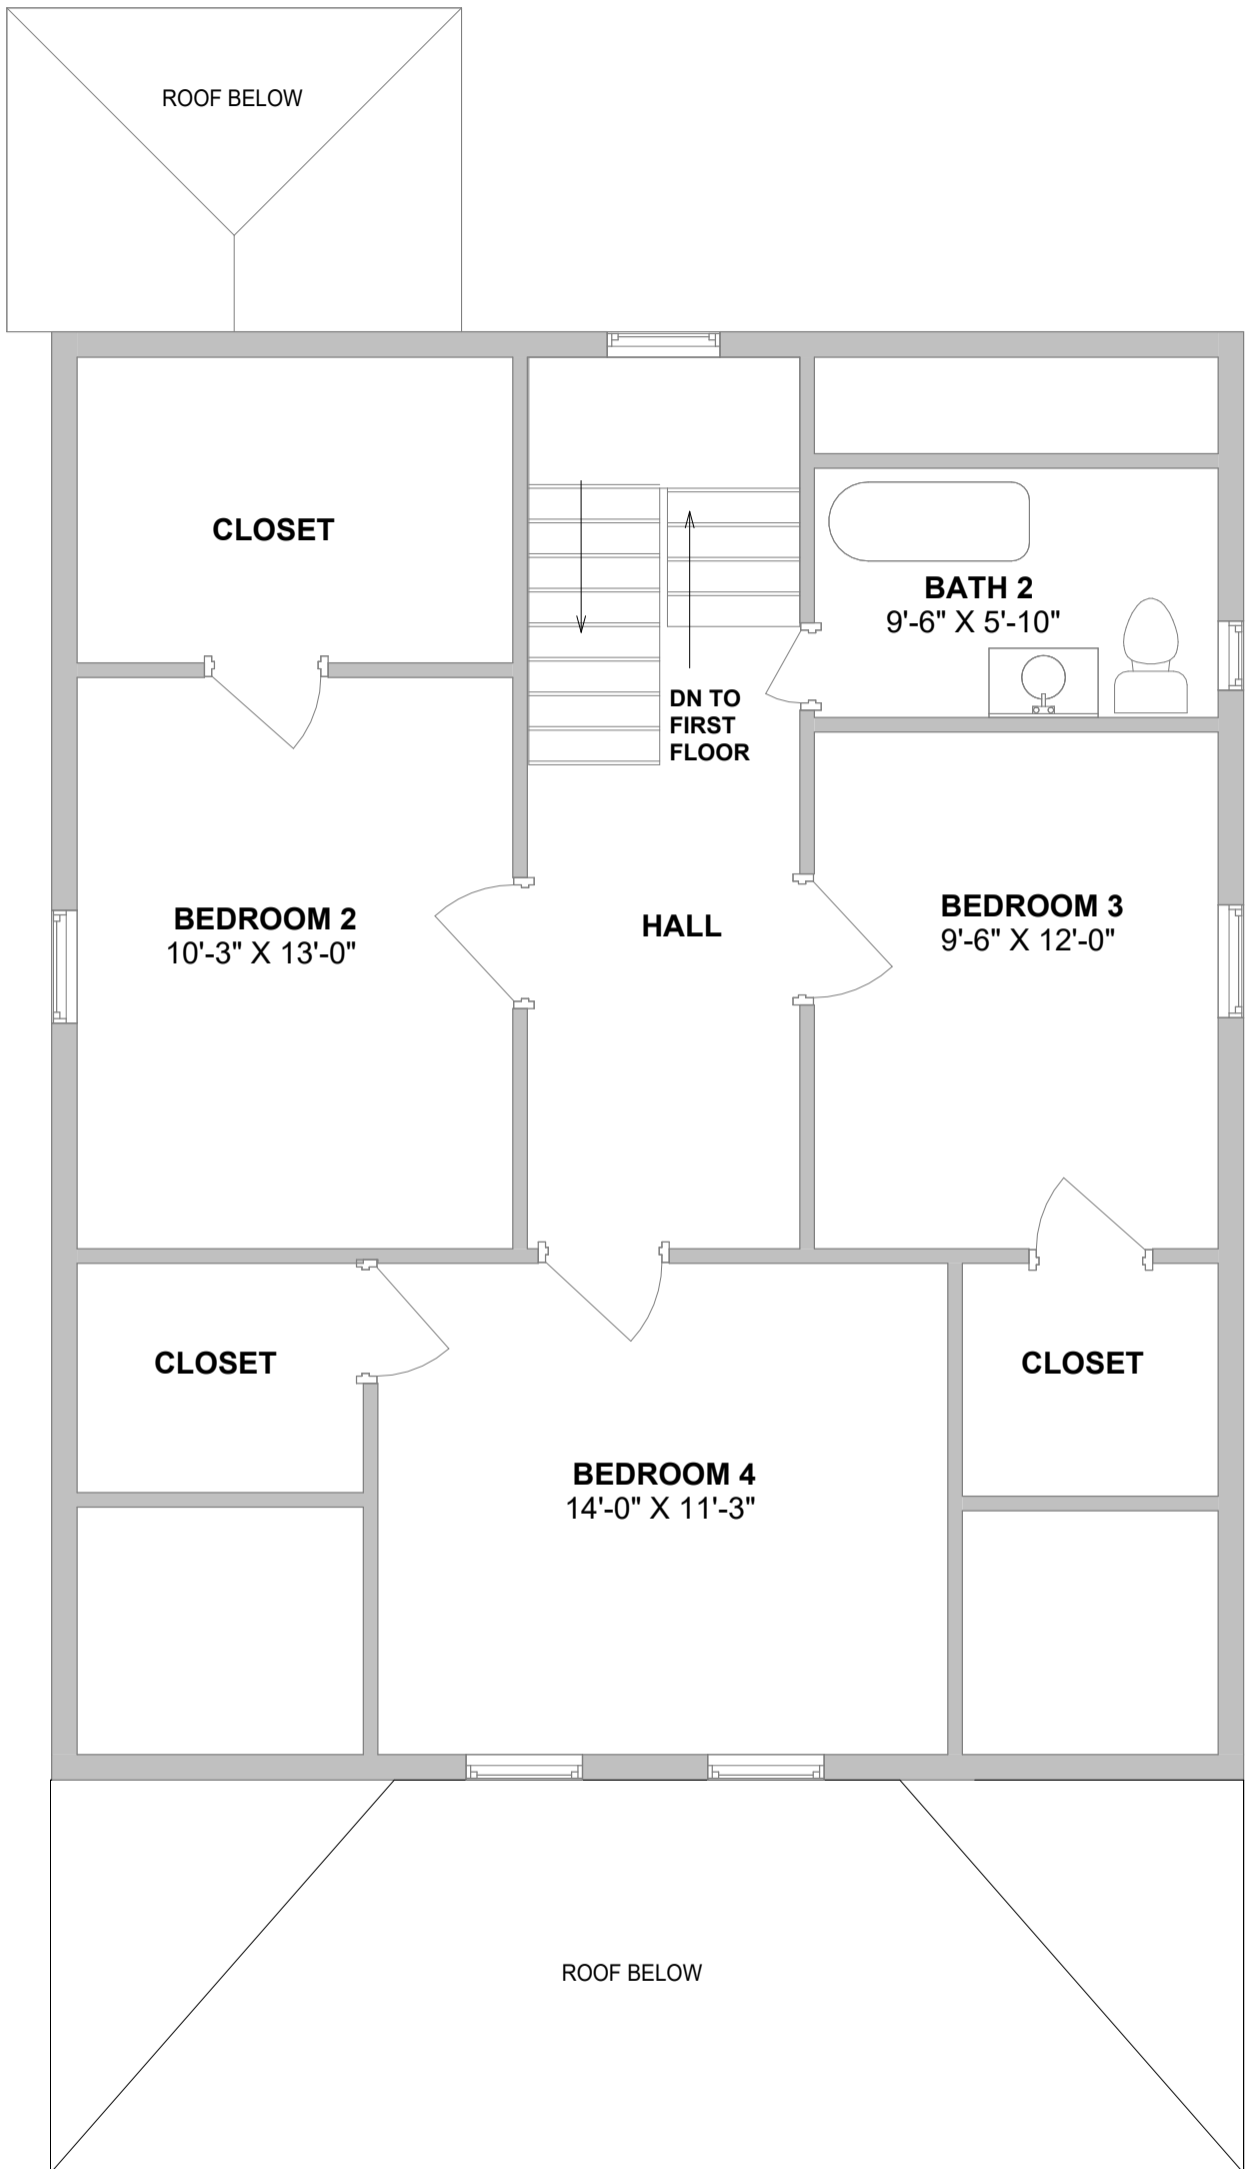 ROOF BELOW
CLOSET
BATH 2
9'-6" X 5'-10"
DN TO
FIRST
FLOOR
BEDROOM 2
10'-3" X 13'-0"
HALL
BEDROOM 3
9'-6" X 12'-0"
CLOSET
CLOSET
BEDROOM 4
14'-0" X 11'-3"
ROOF BELOW